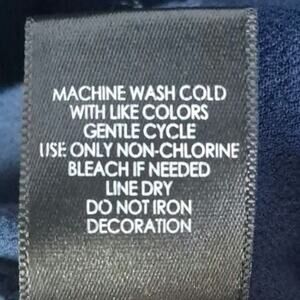 MACHINE WASH COLD
WITH LIKE COLORS
GENTLE CYCLE
USE ONLY NON-CHLORINE
BLEACH IF NEEDED
LINE DRY
DO NOT IRON
DECORATION